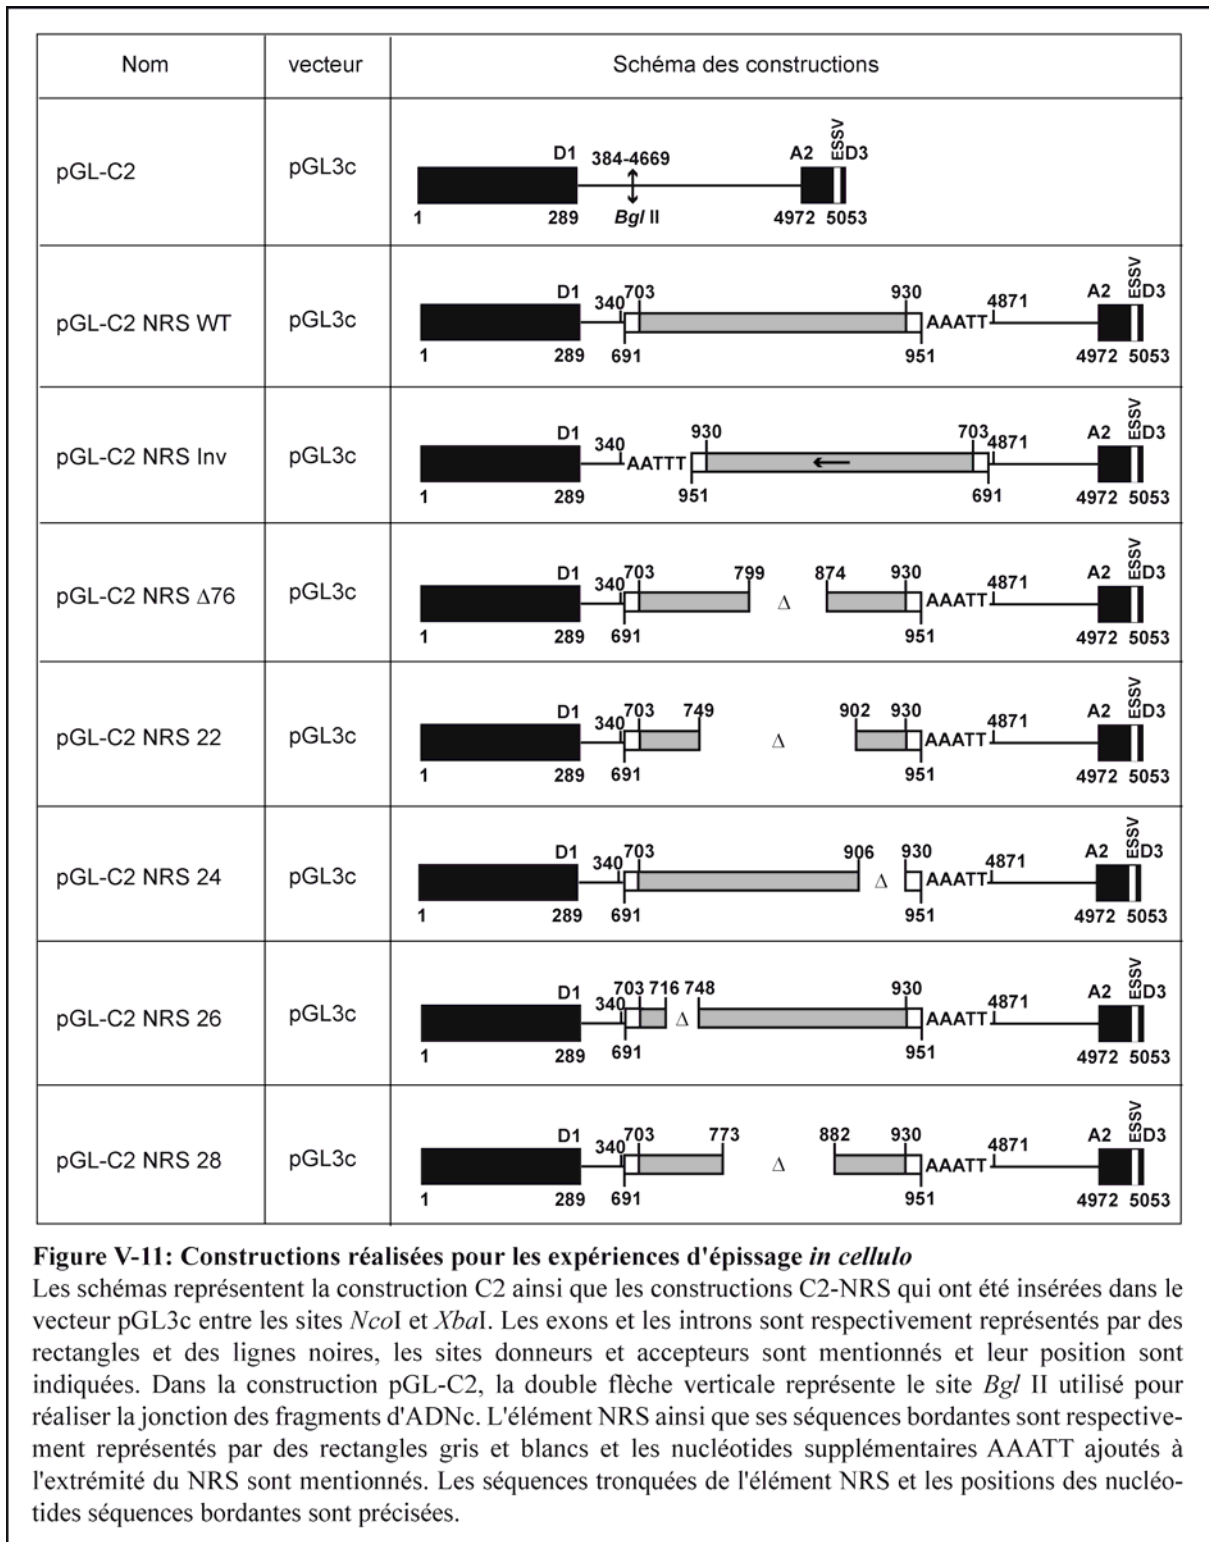 Nom vecteur Schéma des constructions
pGL-C2 pGL3c
D1 384-4669 A2 ESSV D3
1 289 Bgl II 4972 5053
pGL-C2 NRS WT pGL3c
D1 340 703 930 AAATT 4871 A2 ESSV D3
1 289 691 951 4972 5053
pGL-C2 NRS Inv pGL3c
D1 340 AATTT 930 703 4871 A2 ESSV D3
1 289 951 691 4972 5053
pGL-C2 NRS Δ76 pGL3c
D1 340 703 799 Δ 874 930 AAATT 4871 A2 ESSV D3
1 289 691 951 4972 5053
pGL-C2 NRS 22 pGL3c
D1 340 703 749 Δ 902 930 AAATT 4871 A2 ESSV D3
1 289 691 951 4972 5053
pGL-C2 NRS 24 pGL3c
D1 340 703 906 Δ 930 AAATT 4871 A2 ESSV D3
1 289 691 951 4972 5053
pGL-C2 NRS 26 pGL3c
D1 340 703 716 Δ 748 930 AAATT 4871 A2 ESSV D3
1 289 691 951 4972 5053
pGL-C2 NRS 28 pGL3c
D1 340 703 773 Δ 882 930 AAATT 4871 A2 ESSV D3
1 289 691 951 4972 5053
Figure V-11: Constructions réalisées pour les expériences d'épissage in cellulo
Les schémas représentent la construction C2 ainsi que les constructions C2-NRS qui ont été insérées dans le
vecteur pGL3c entre les sites NcoI et XbaI. Les exons et les introns sont respectivement représentés par des
rectangles et des lignes noires, les sites donneurs et accepteurs sont mentionnés et leur position sont
indiquées. Dans la construction pGL-C2, la double flèche verticale représente le site Bgl II utilisé pour
réaliser la jonction des fragments d'ADNc. L'élément NRS ainsi que ses séquences bordantes sont respective-
ment représentés par des rectangles gris et blancs et les nucléotides supplémentaires AAATT ajoutés à
l'extrémité du NRS sont mentionnés. Les séquences tronquées de l'élément NRS et les positions des nucléo-
tides séquences bordantes sont précisées.